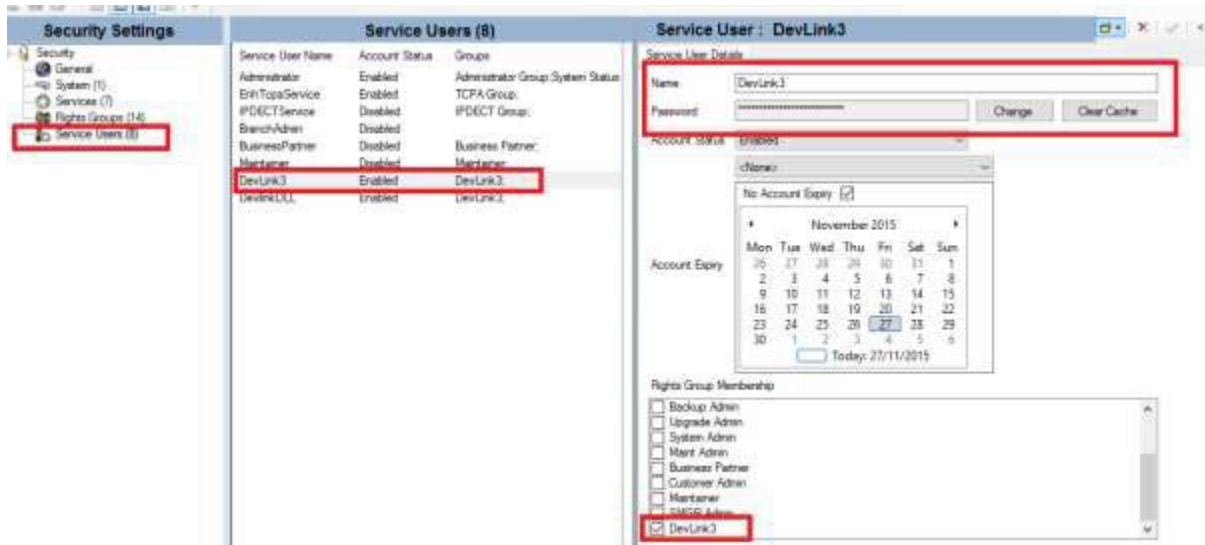 Security Settings
Security
General
System (1)
Services (7)
Rights Groups (14)
Service Users (8)
Service Users (8)
Service User Name Account Status Groups
Administrator Enabled Administrator Group;System Status
EnhTcpaService Enabled TCPA Group;
IPDECTService Disabled IPDECT Group;
BranchAdmin Disabled
BusinessPartner Disabled Business Partner;
Maintainer Disabled Maintainer;
DevLink3 Enabled DevLink3;
Enabled DevLink3;
Service User : DevLink3
Service User Details
Name DevLink3
Password Change Clear Cache
Account Status Enabled
<None>
No Account Expiry
Account Expiry
November 2015
Mon Tue Wed Thu Fri Sat Sun
26 27 28 29 30 31 1
2 3 4 5 6 7 8
9 10 11 12 13 14 15
16 17 18 19 20 21 22
23 24 25 26 27 28 29
30 1 2 3 4 5 6
Today: 27/11/2015
Rights Group Membership
Backup Admin
Upgrade Admin
System Admin
Maint Admin
Business Partner
Customer Admin
Maintainer
SMGR Admin
DevLink3